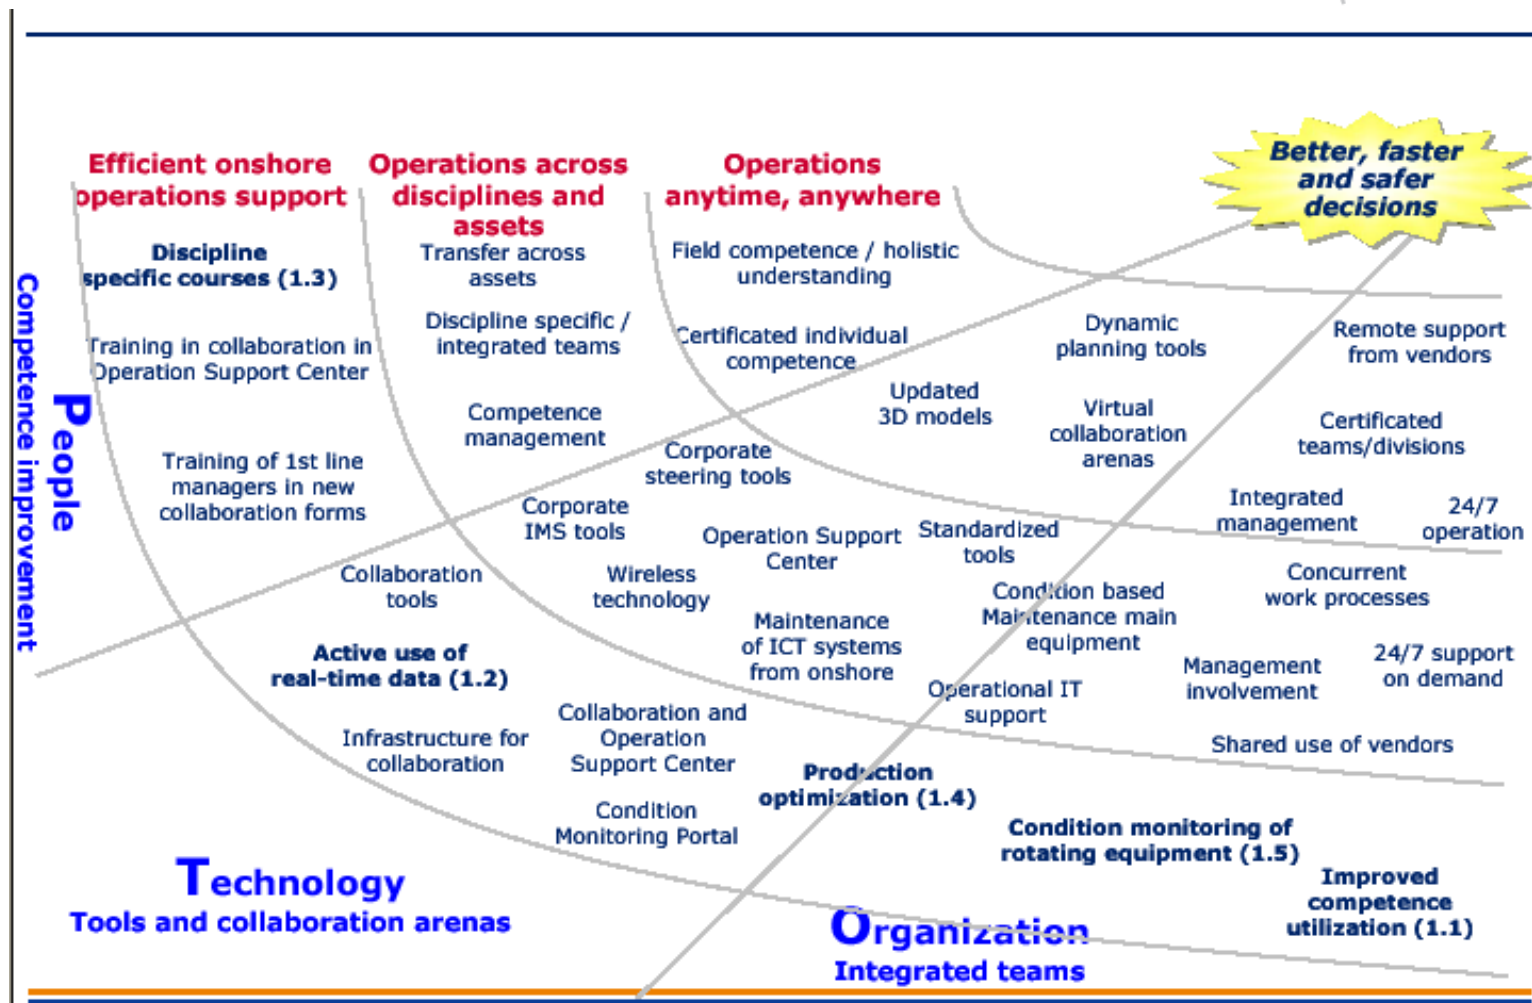 Efficient onshore
operations support
Operations across
disciplines and
assets
Operations
anytime, anywhere
Better, faster
and safer
decisions
Discipline
specific courses (1.3)
Transfer across
assets
Field competence / holistic
understanding
Training in collaboration in
Operation Support Center
Discipline specific /
integrated teams
Certificated individual
competence
Dynamic
planning tools
Remote support
from vendors
Updated
3D models
Competence
management
Virtual
collaboration
arenas
Certificated
teams/divisions
People
Competence improvement
Training of 1st line
managers in new
collaboration forms
Corporate
steering tools
Corporate
IMS tools
Integrated
management
24/7
operation
Operation Support
Center
Standardized
tools
Collaboration
tools
Wireless
technology
Condition based
Maintenance main
equipment
Concurrent
work processes
Maintenance
of ICT systems
from onshore
Active use of
real-time data (1.2)
Management
involvement
24/7 support
on demand
Operational IT
support
Infrastructure for
collaboration
Collaboration and
Operation
Support Center
Shared use of vendors
Production
optimization (1.4)
Condition
Monitoring Portal
Condition monitoring of
rotating equipment (1.5)
Improved
competence
utilization (1.1)
Technology
Tools and collaboration arenas
Organization
Integrated teams